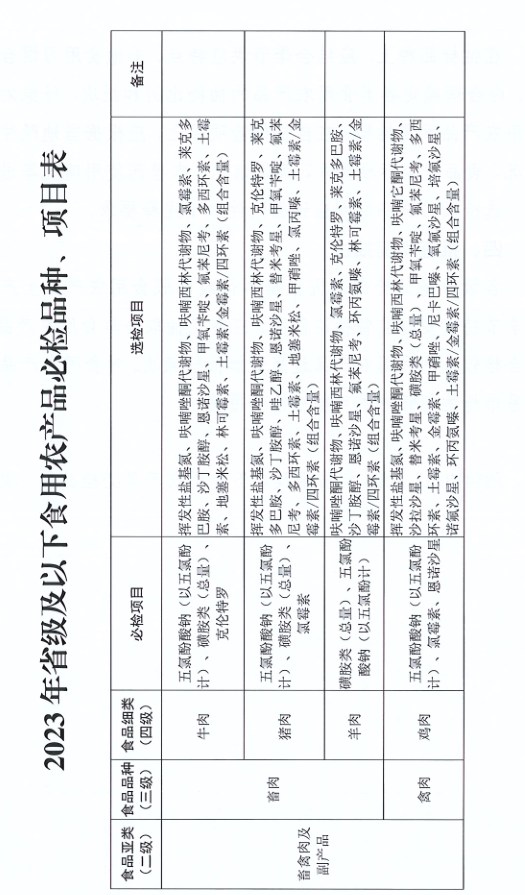 2023 年省级及以下食用农产品必检品种、项目表
食品亚类
（二级）
食品品种
（三级）
食品细类
（四级）
必检项目
选检项目
备注
畜禽肉及
副产品
畜肉
牛肉
五氯酚酸钠（以五氯酚
计）、磺胺类（总量）、
克伦特罗
挥发性盐基氮、呋喃唑酮代谢物、呋喃西林代谢物、氯霉素、莱克多
巴胺、沙丁胺醇、恩诺沙星、甲氧苄啶、氟苯尼考、多西环素、土霉
素、地塞米松、林可霉素、土霉素/金霉素/四环素（组合含量）
猪肉
五氯酚酸钠（以五氯酚
计）、磺胺类（总量）、
氯霉素
挥发性盐基氮、呋喃唑酮代谢物、呋喃西林代谢物、克伦特罗、莱克
多巴胺、沙丁胺醇、喹乙醇、恩诺沙星、替米考星、甲氧苄啶、氟苯
尼考、多西环素、土霉素、地塞米松、甲硝唑、氯丙嗪、土霉素/金
霉素/四环素（组合含量）
羊肉
磺胺类（总量）、五氯酚
酸钠（以五氯酚计）
呋喃唑酮代谢物、呋喃西林代谢物、氯霉素、克伦特罗、莱克多巴胺、
沙丁胺醇、恩诺沙星、氟苯尼考、环丙氨嗪、林可霉素、土霉素/金
霉素/四环素（组合含量）
禽肉
鸡肉
五氯酚酸钠（以五氯酚
计）、氯霉素、恩诺沙星
挥发性盐基氮、呋喃唑酮代谢物、呋喃西林代谢物、呋喃它酮代谢物、
沙拉沙星、替米考星、磺胺类（总量）、甲氧苄啶、氟苯尼考、多西
环素、土霉素、金霉素、甲硝唑、尼卡巴嗪、氧氟沙星、培氟沙星、
诺氟沙星、环丙氨嗪、土霉素/金霉素/四环素（组合含量）